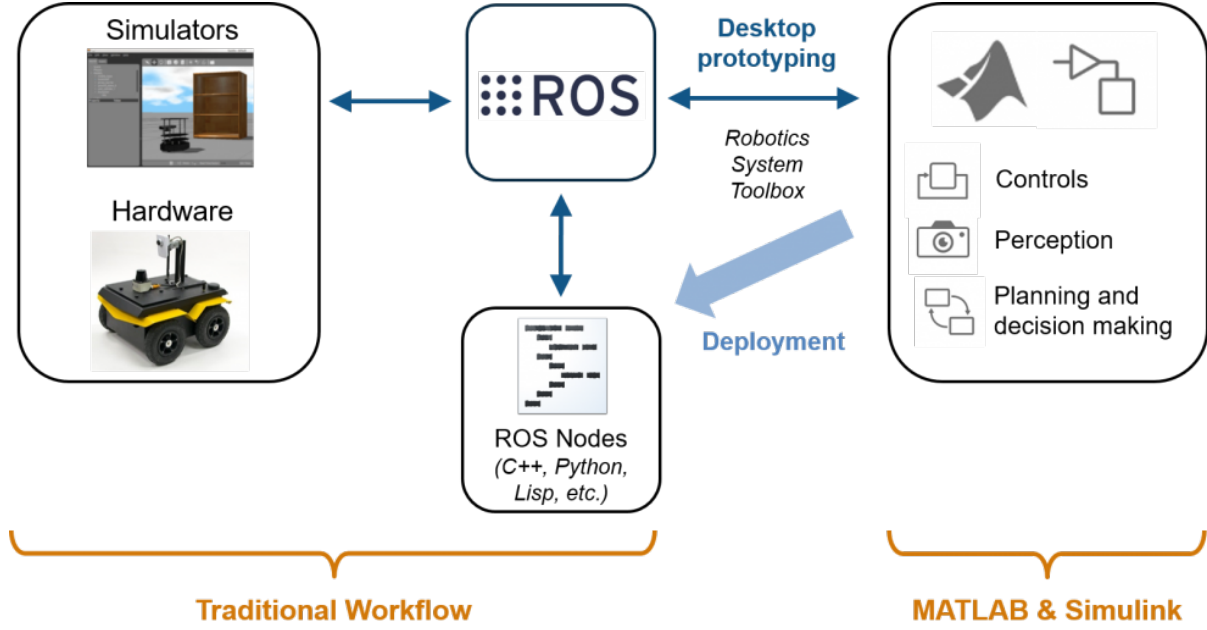 Simulators
Hardware
ROS
Desktop
prototyping
Robotics
System
Toolbox
Deployment
ROS Nodes
(C++, Python,
Lisp, etc.)
Controls
Perception
Planning and
decision making
Traditional Workflow
MATLAB & Simulink